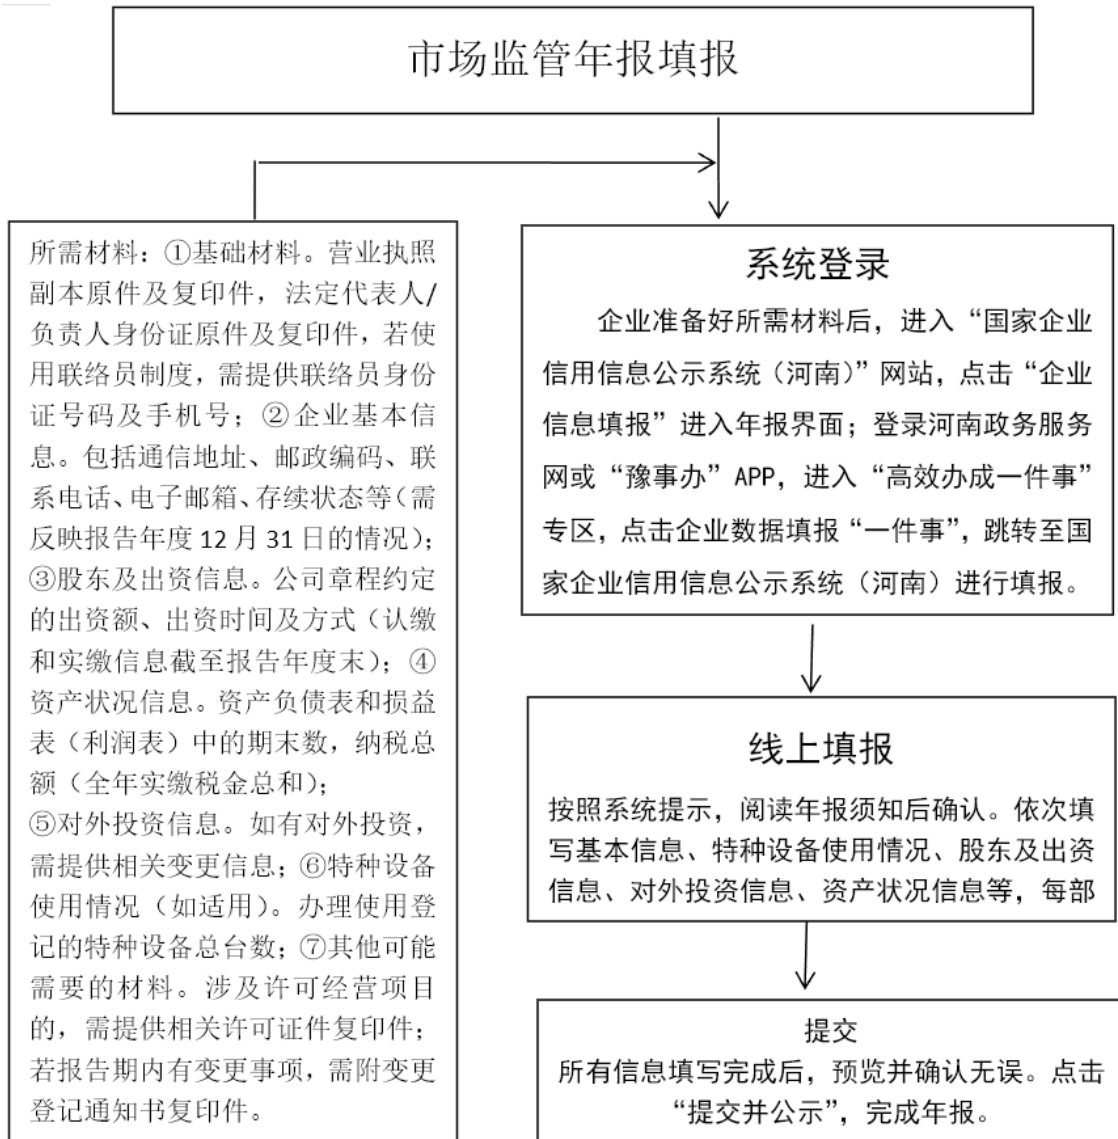 市场监管年报填报
所需材料：①基础材料。营业执照
副本原件及复印件，法定代表人/
负责人身份证原件及复印件，若使
用联络员制度，需提供联络员身份
证号码及手机号；②企业基本信
息。包括通信地址、邮政编码、联
系电话、电子邮箱、存续状态等（需
反映报告年度12月31日的情况）；
③股东及出资信息。公司章程约定
的出资额、出资时间及方式（认缴
和实缴信息截至报告年度末）；④
资产状况信息。资产负债表和损益
表（利润表）中的期末数，纳税总
额（全年实缴税金总和）；
⑤对外投资信息。如有对外投资，
需提供相关变更信息；⑥特种设备
使用情况（如适用）。办理使用登
记的特种设备总台数；⑦其他可能
需要的材料。涉及许可经营项目
的，需提供相关许可证件复印件；
若报告期内有变更事项，需附变更
登记通知书复印件。
系统登录
企业准备好所需材料后，进入“国家企业
信用信息公示系统（河南）”网站，点击“企业
信息填报”进入年报界面；登录河南政务服务
网或“豫事办”APP，进入“高效办成一件事”
专区，点击企业数据填报“一件事”，跳转至国
家企业信用信息公示系统（河南）进行填报。
线上填报
按照系统提示，阅读年报须知后确认。依次填
写基本信息、特种设备使用情况、股东及出资
信息、对外投资信息、资产状况信息等，每部
提交
所有信息填写完成后，预览并确认无误。点击
“提交并公示”，完成年报。